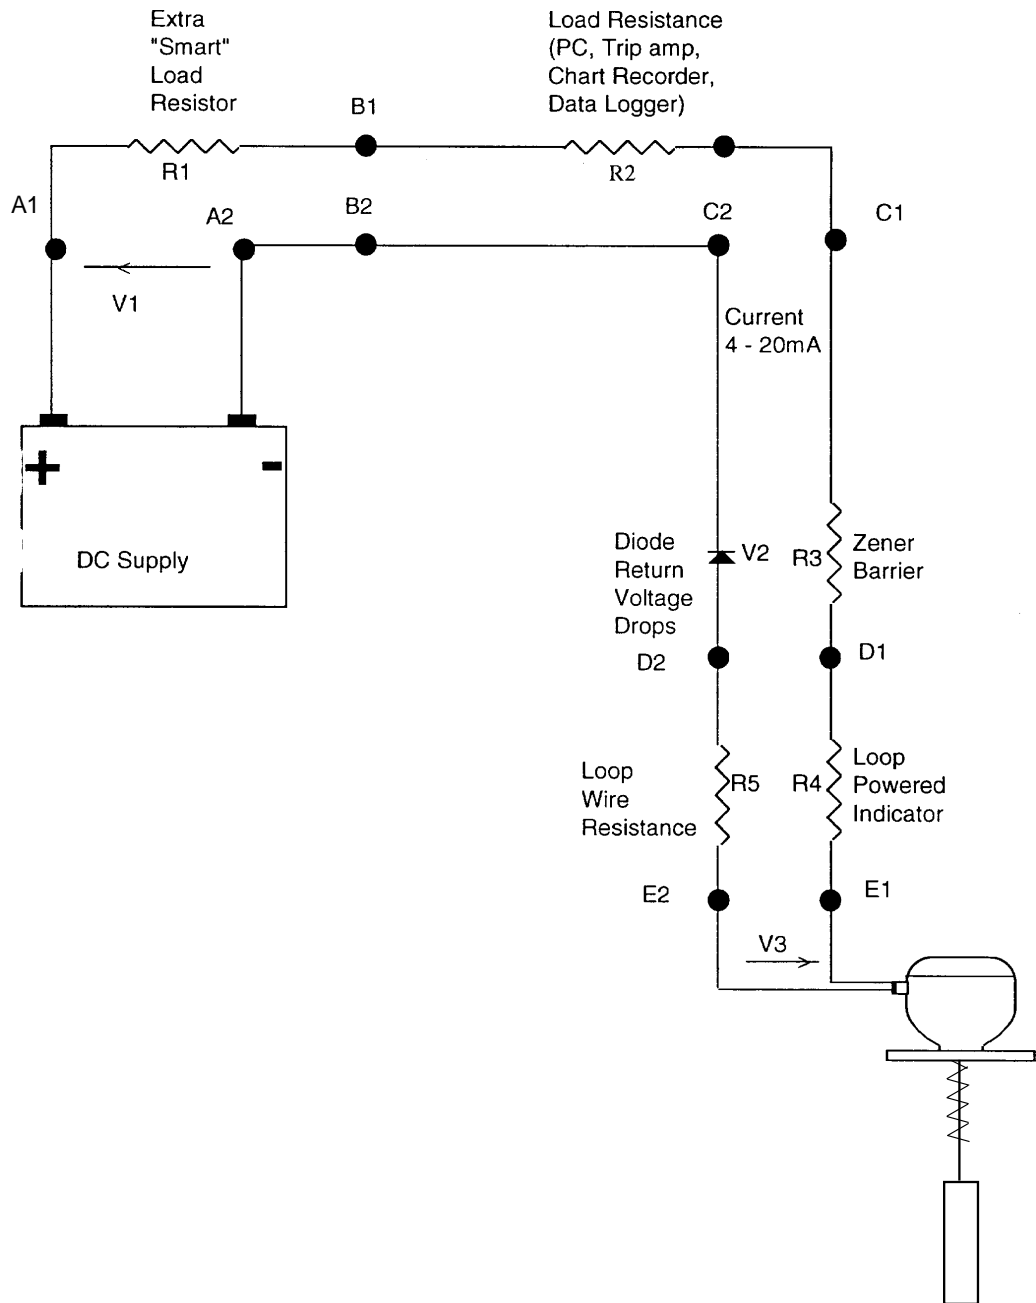 Extra
"Smart"
Load
Resistor
Load Resistance
(PC, Trip amp,
Chart Recorder,
Data Logger)
B1
R1
R2
A1
A2
B2
C2
C1
V1
Current
4 - 20mA
+
-
DC Supply
Diode
Return
Voltage
Drops
V2
R3
Zener
Barrier
D2
D1
Loop
Wire
Resistance
R5
R4
Loop
Powered
Indicator
E2
E1
V3